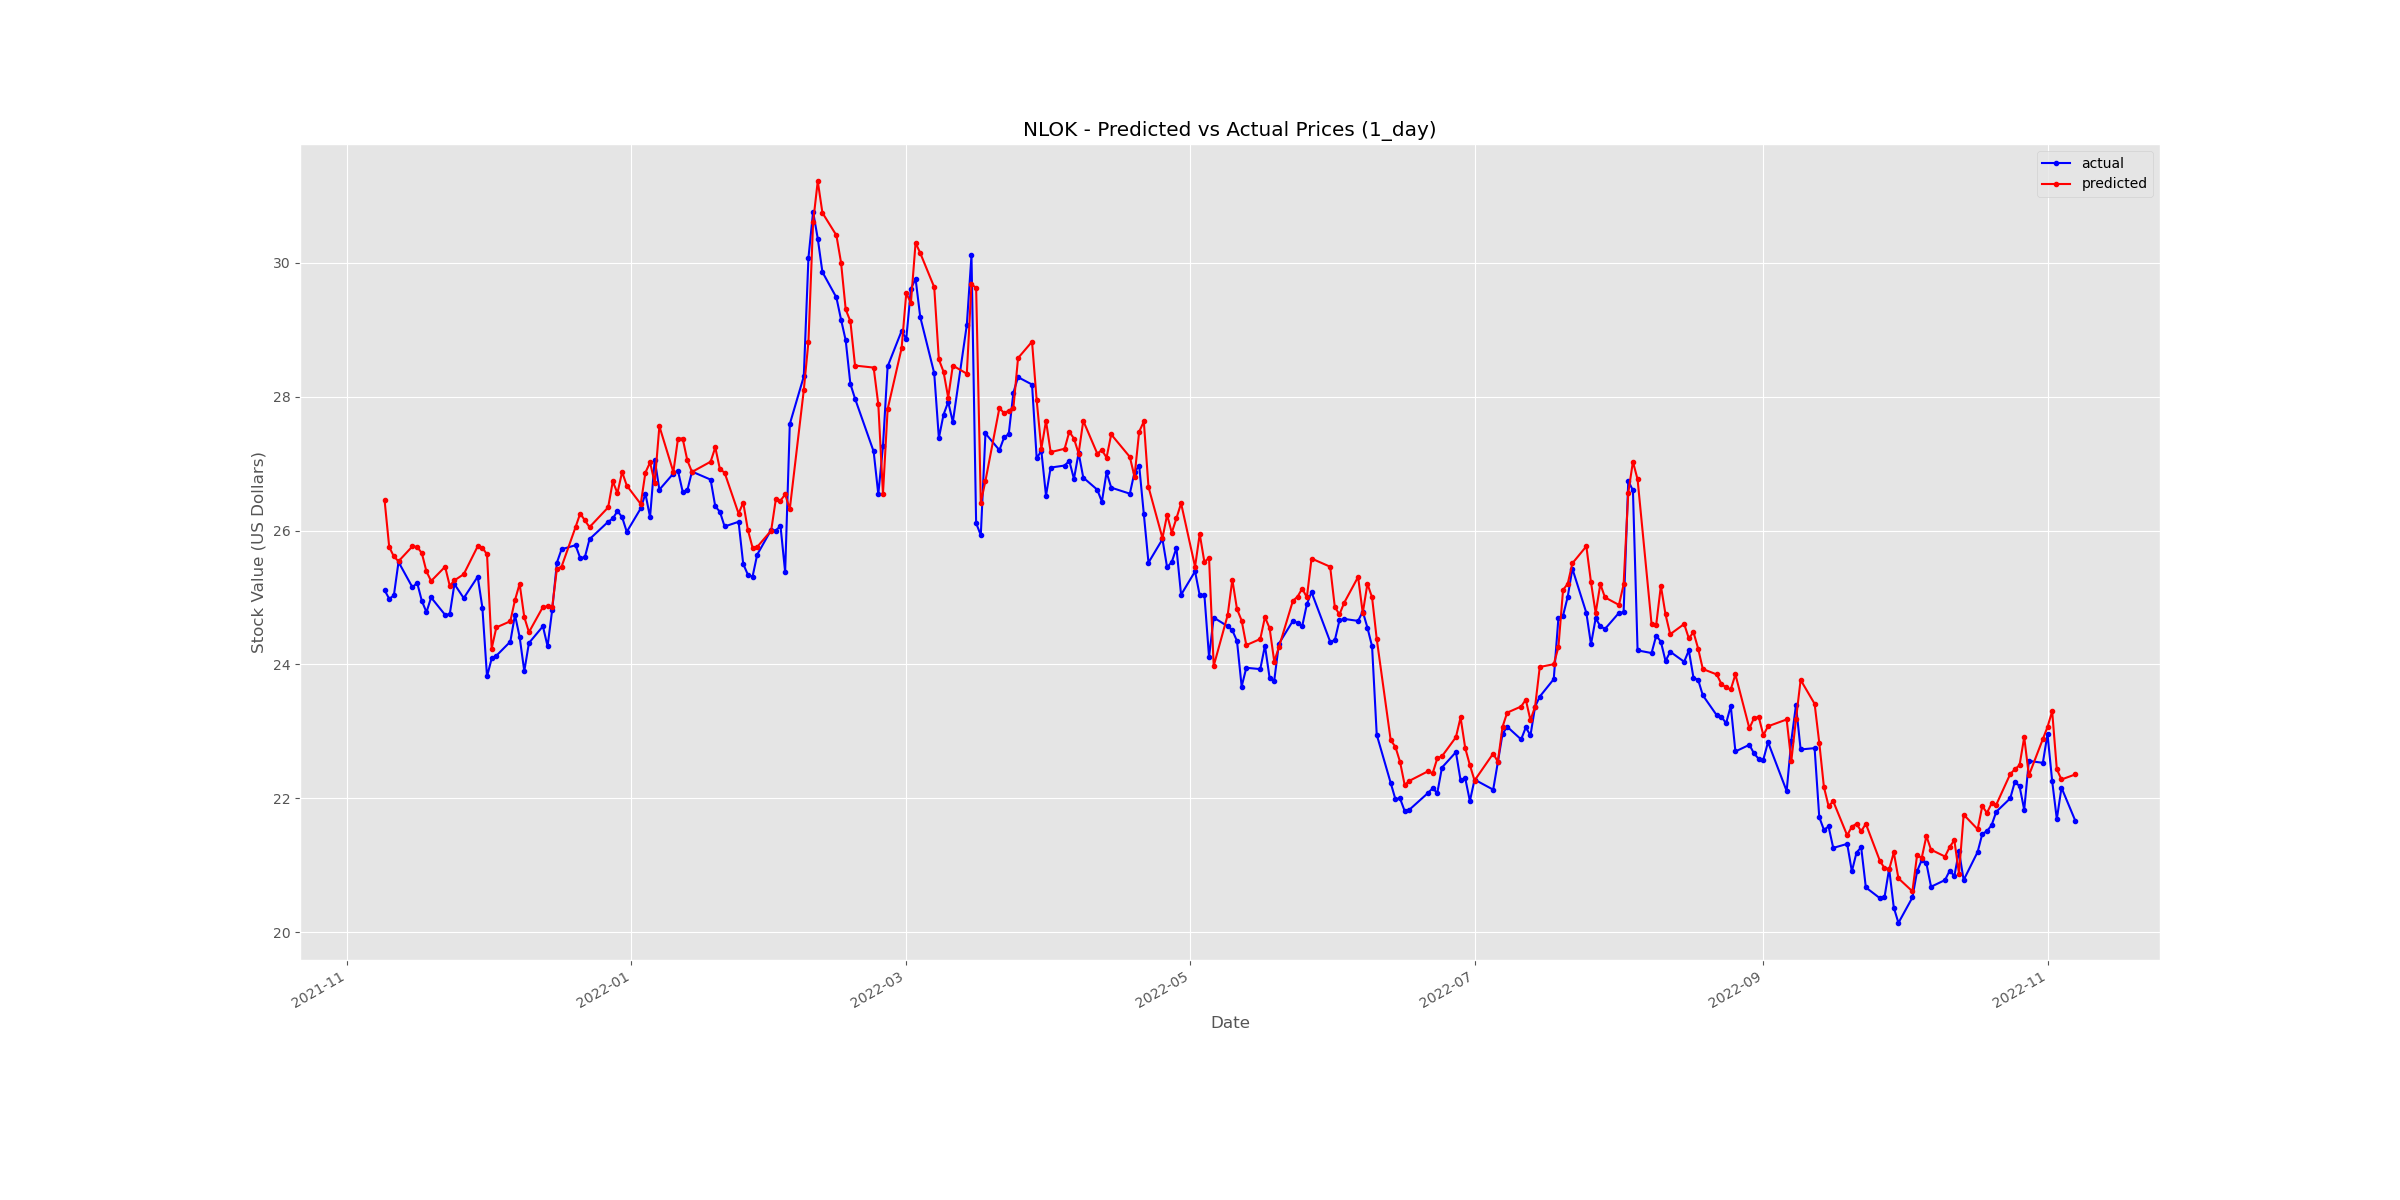 NLOK - Predicted vs Actual Prices (1_day)
actual
predicted
Stock Value (US Dollars)
30
28
26
24
22
20
2021-11
2022-01
2022-03
2022-05
2022-07
2022-09
2022-11
Date